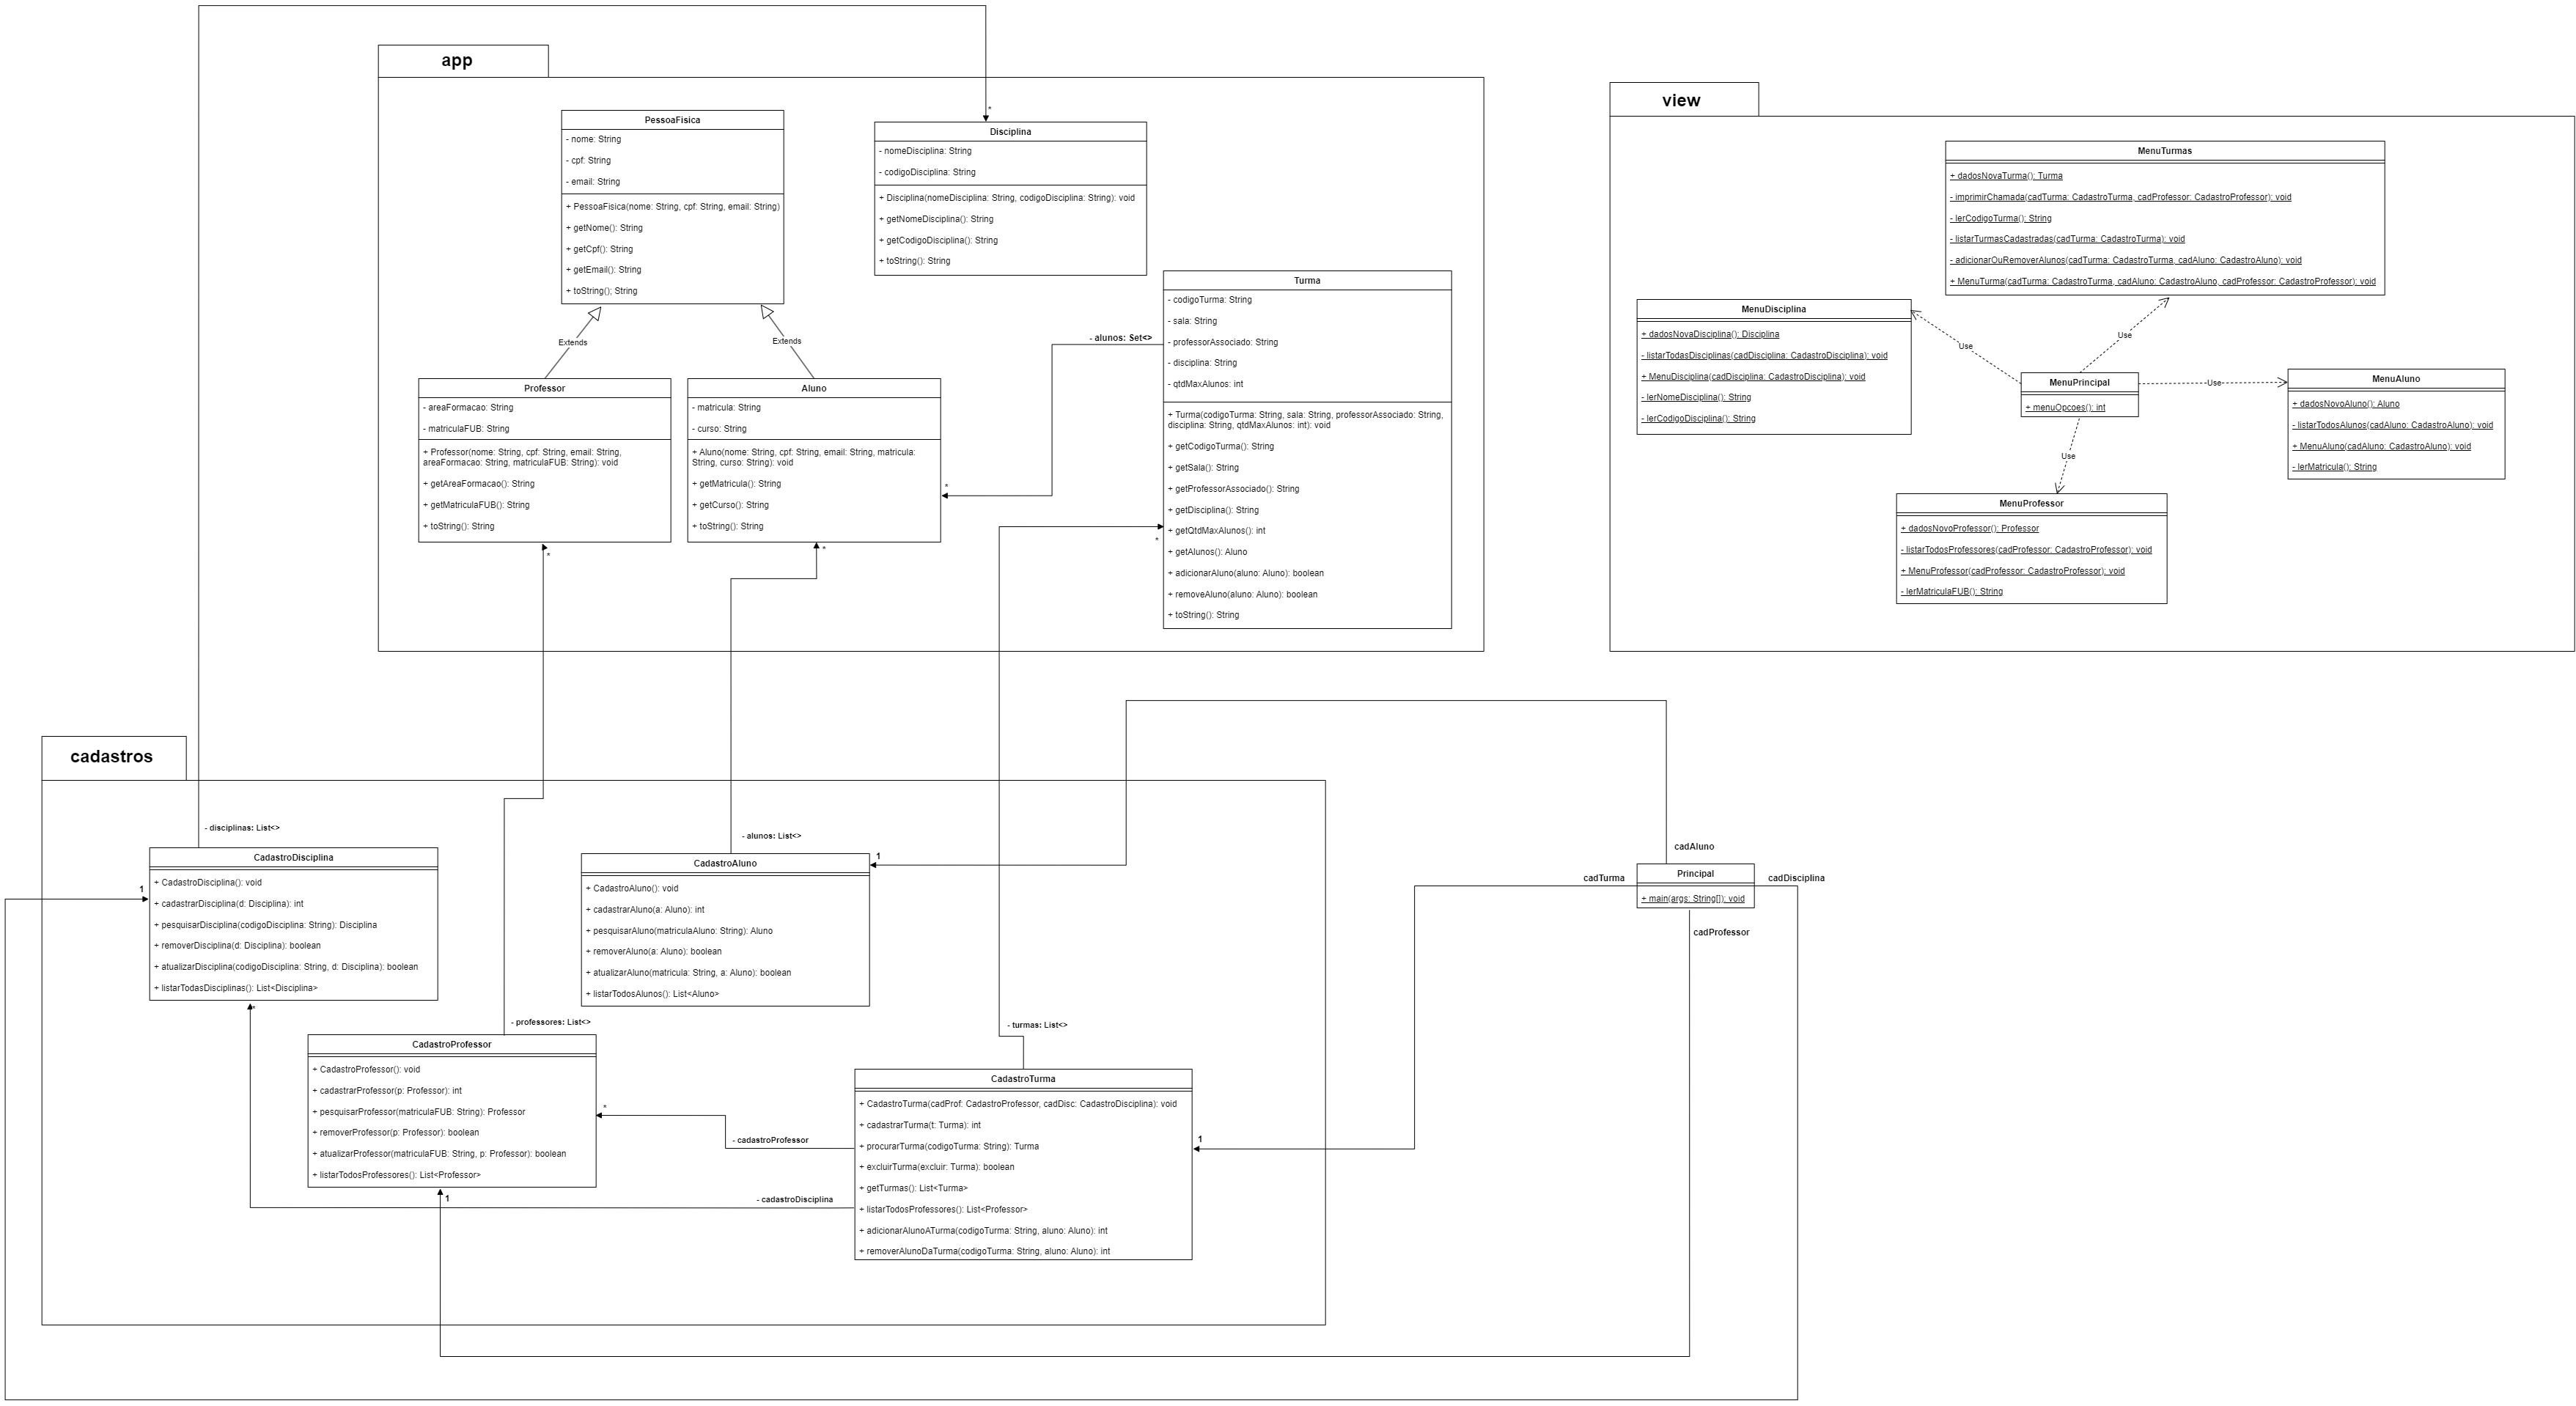 app
PessoaFisica
- nome: String
- cpf: String
- email: String
+ PessoaFisica(nome: String, cpf: String, email: String)
+ getNome(): String
+ getCpf(): String
+ getEmail(): String
+ toString(); String
*
Disciplina
- nomeDisciplina: String
- codigoDisciplina: String
+ Disciplina(nomeDisciplina: String, codigoDisciplina: String): void
+ getNomeDisciplina(): String
+ getCodigoDisciplina(): String
+ toString(): String
Extends
Extends
Professor
- areaFormacao: String
- matriculaFUB: String
+ Professor(nome: String, cpf: String, email: String,
areaFormacao: String, matriculaFUB: String): void
+ getAreaFormacao(): String
+ getMatriculaFUB(): String
+ toString(): String
*
Aluno
- matricula: String
- curso: String
+ Aluno(nome: String, cpf: String, email: String, matricula:
String, curso: String): void
+ getMatricula(): String
+ getCurso(): String
+ toString(): String
*
*
- alunos: Set<>
Turma
- codigoTurma: String
- sala: String
- professorAssociado: String
- disciplina: String
- qtdMaxAlunos: int
+ Turma(codigoTurma: String, sala: String, professorAssociado: String,
disciplina: String, qtdMaxAlunos: int): void
+ getCodigoTurma(): String
+ getSala(): String
+ getProfessorAssociado(): String
+ getDisciplina(): String
+ getQtdMaxAlunos(): int
+ getAlunos(): Aluno
+ adicionarAluno(aluno: Aluno): boolean
+ removeAluno(aluno: Aluno): boolean
+ toString(): String
*
view
MenuTurmas
+ dadosNovaTurma(): Turma
- imprimirChamada(cadTurma: CadastroTurma, cadProfessor: CadastroProfessor): void
- lerCodigoTurma(): String
- listarTurmasCadastradas(cadTurma: CadastroTurma): void
- adicionarOuRemoverAlunos(cadTurma: CadastroTurma, cadAluno: CadastroAluno): void
+ MenuTurma(cadTurma: CadastroTurma, cadAluno: CadastroAluno, cadProfessor: CadastroProfessor): void
MenuDisciplina
+ dadosNovaDisciplina(): Disciplina
- listarTodasDisciplinas(cadDisciplina: CadastroDisciplina): void
+ MenuDisciplina(cadDisciplina: CadastroDisciplina): void
- lerNomeDisciplina(): String
- lerCodigoDisciplina(): String
Use
Use
MenuPrincipal
+ menuOpcoes(): int
Use
Use
MenuAluno
+ dadosNovoAluno(): Aluno
- listarTodosAlunos(cadAluno: CadastroAluno): void
+ MenuAluno(cadAluno: CadastroAluno): void
- lerMatricula(): String
MenuProfessor
+ dadosNovoProfessor(): Professor
- listarTodosProfessores(cadProfessor: CadastroProfessor): void
+ MenuProfessor(cadProfessor: CadastroProfessor): void
- lerMatriculaFUB(): String
cadastros
- disciplinas: List<>
1
CadastroDisciplina
+ CadastroDisciplina(): void
+ cadastrarDisciplina(d: Disciplina): int
+ pesquisarDisciplina(codigoDisciplina: String): Disciplina
+ removerDisciplina(d: Disciplina): boolean
+ atualizarDisciplina(codigoDisciplina: String, d: Disciplina): boolean
+ listarTodasDisciplinas(): List<Disciplina>
*
- alunos: List<>
1
CadastroAluno
+ CadastroAluno(): void
+ cadastrarAluno(a: Aluno): int
+ pesquisarAluno(matriculaAluno: String): Aluno
+ removerAluno(a: Aluno): boolean
+ atualizarAluno(matricula: String, a: Aluno): boolean
+ listarTodosAlunos(): List<Aluno>
- professores: List<>
CadastroProfessor
+ CadastroProfessor(): void
+ cadastrarProfessor(p: Professor): int
+ pesquisarProfessor(matriculaFUB: String): Professor
+ removerProfessor(p: Professor): boolean
+ atualizarProfessor(matriculaFUB: String, p: Professor): boolean
+ listarTodosProfessores(): List<Professor>
*
1
- cadastroProfessor
- cadastroDisciplina
- turmas: List<>
CadastroTurma
+ CadastroTurma(cadProf: CadastroProfessor, cadDisc: CadastroDisciplina): void
+ cadastrarTurma(t: Turma): int
+ procurarTurma(codigoTurma: String): Turma
+ excluirTurma(excluir: Turma): boolean
+ getTurmas(): List<Turma>
+ listarTodosProfessores(): List<Professor>
+ adicionarAlunoATurma(codigoTurma: String, aluno: Aluno): int
+ removerAlunoDaTurma(codigoTurma: String, aluno: Aluno): int
1
cadAluno
cadTurma
Principal
+ main(args: String[]): void
cadDisciplina
cadProfessor